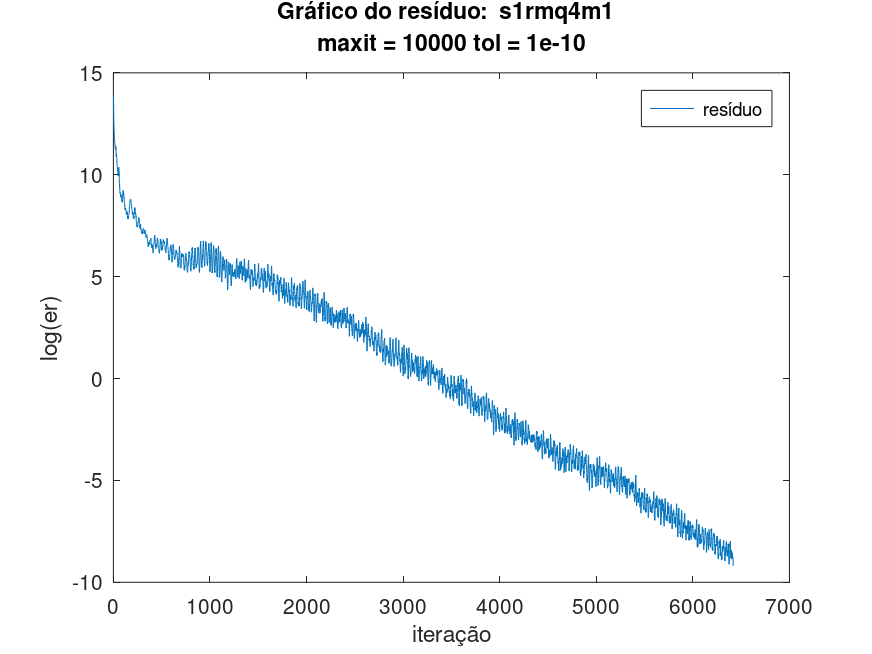 Gráfico do resíduo: s1rmq4m1
maxit = 10000 tol = 1e-10
resíduo
log(er)
15
10
5
0
-5
-10
0 1000 2000 3000 4000 5000 6000 7000
iteração